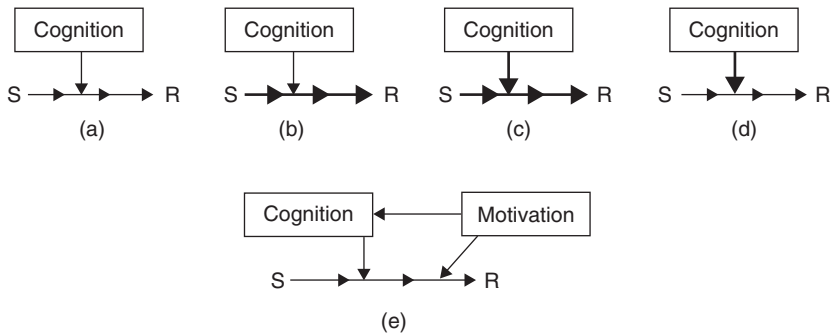 Cognition Cognition Cognition Cognition
S R S R S R S R
(a) (b) (c) (d)
Cognition Motivation
S R
(e)